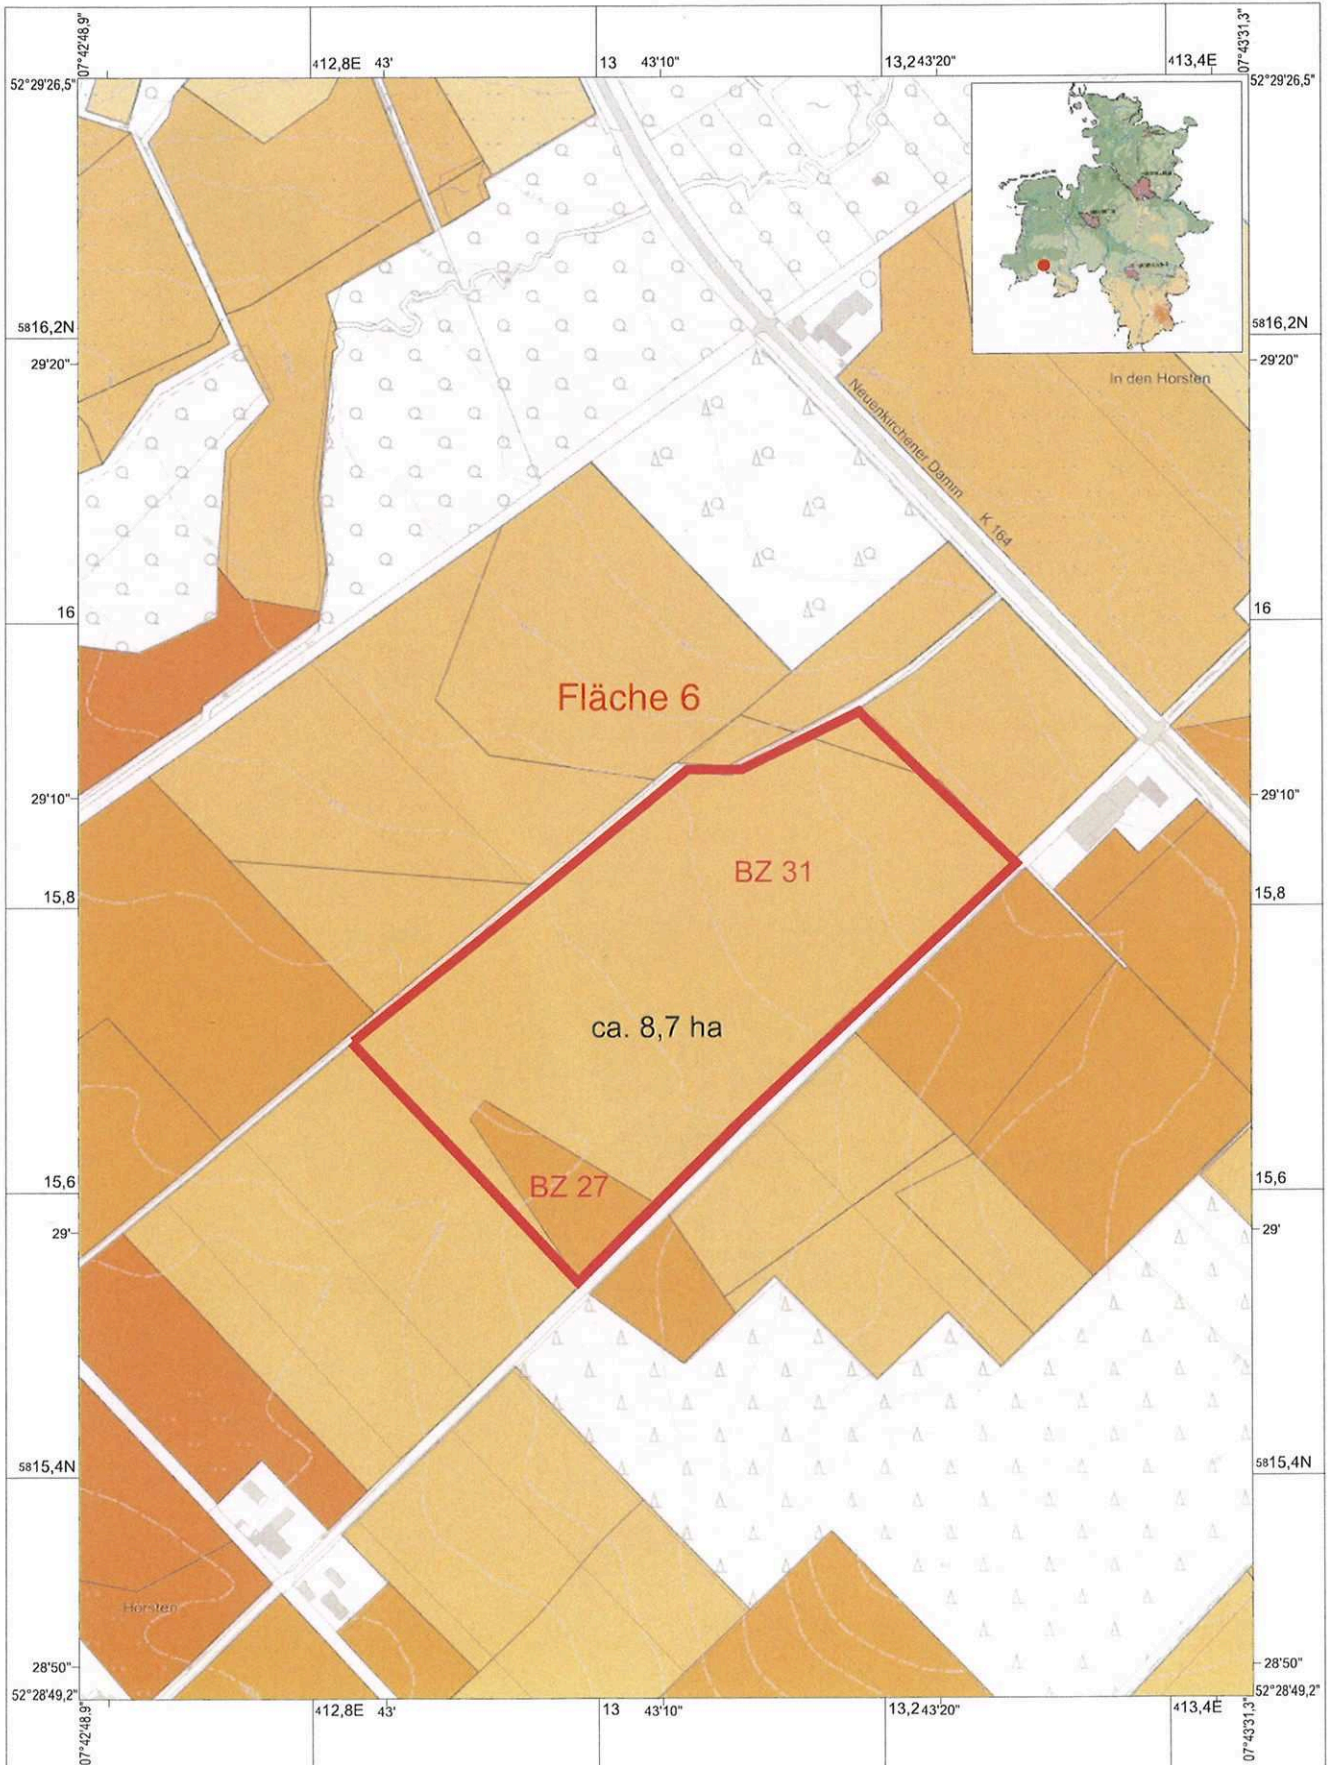 07°42'48,9"
412,8E 43'
13 43'10"
13,2 43'20"
413,4E
07°43'31,3"
52°29'26,5"
52°29'26,5"
5816,2N
5816,2N
29'20"
29'20"
In den Horsten
Neuenkirchener Damm
K 164
16
16
Fläche 6
29'10"
29'10"
BZ 31
15,8
15,8
ca. 8,7 ha
15,6
15,6
BZ 27
29'
29'
5815,4N
5815,4N
Horsten
28'50"
28'50"
52°28'49,2"
52°28'49,2"
07°42'48,9"
412,8E 43'
13 43'10"
13,2 43'20"
413,4E
07°43'31,3"